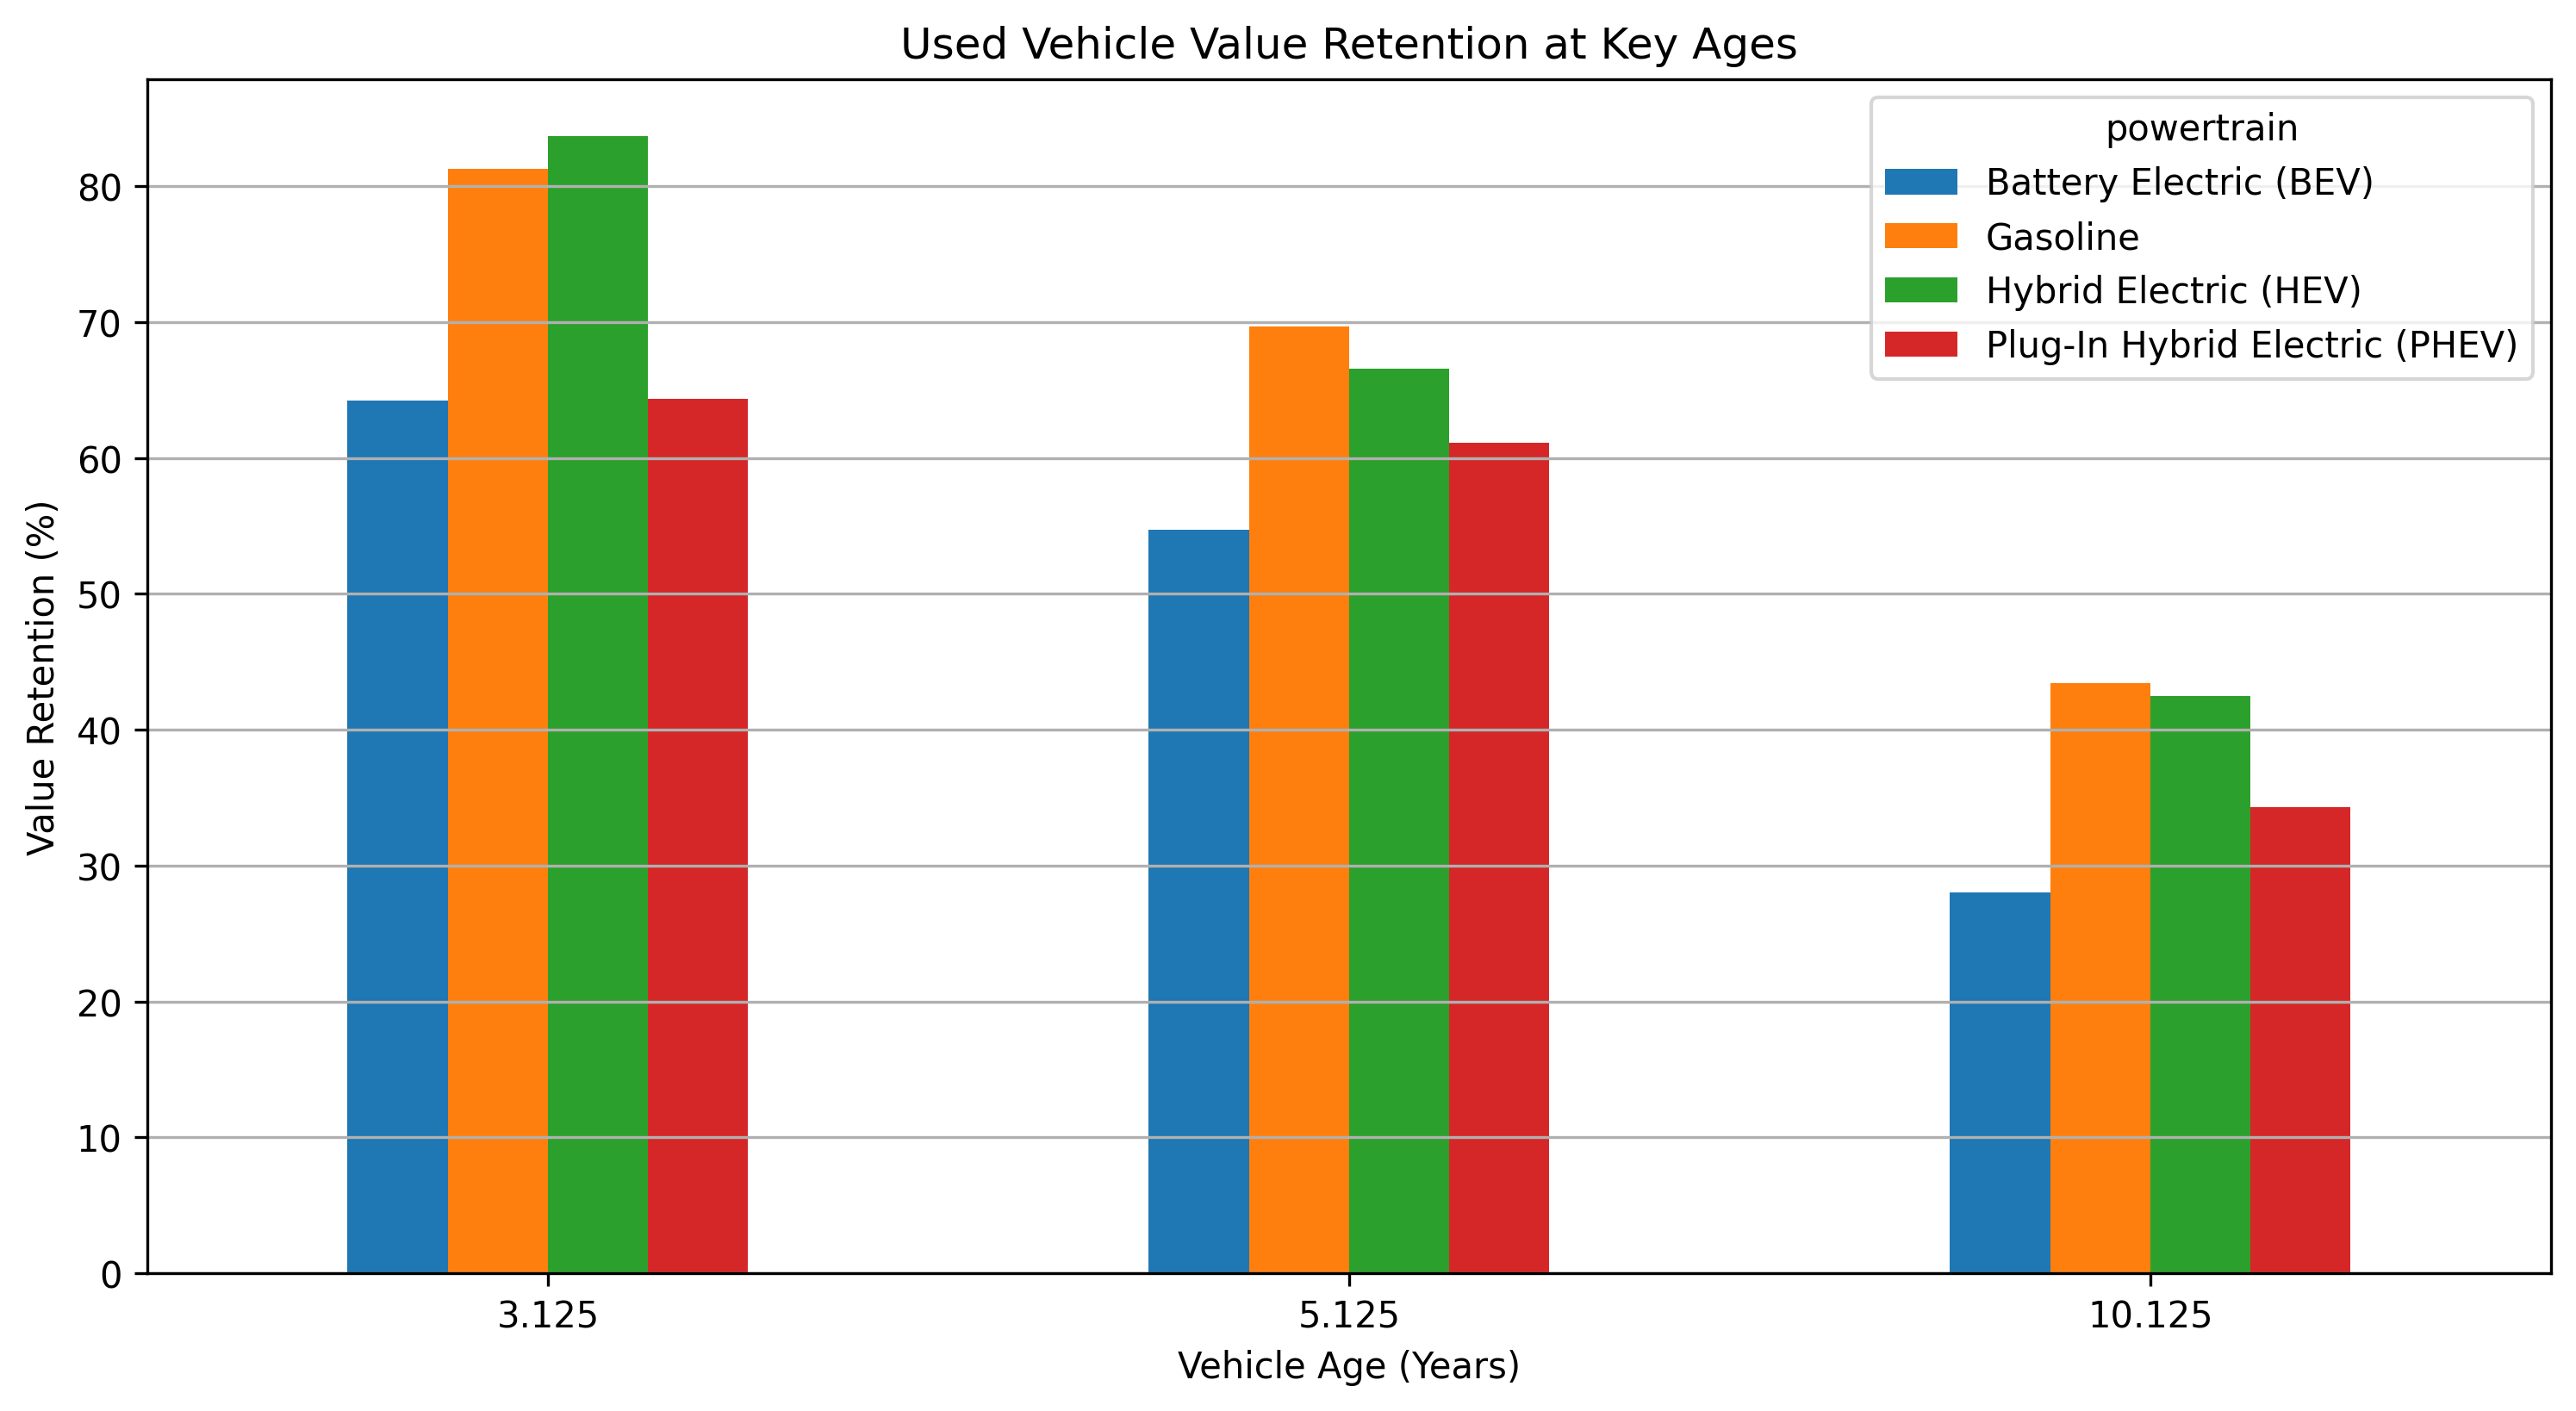 Used Vehicle Value Retention at Key Ages
powertrain
Battery Electric (BEV)
Gasoline
Hybrid Electric (HEV)
Plug-In Hybrid Electric (PHEV)
Value Retention (%)
80
70
60
50
40
30
20
10
0
3.125
5.125
10.125
Vehicle Age (Years)